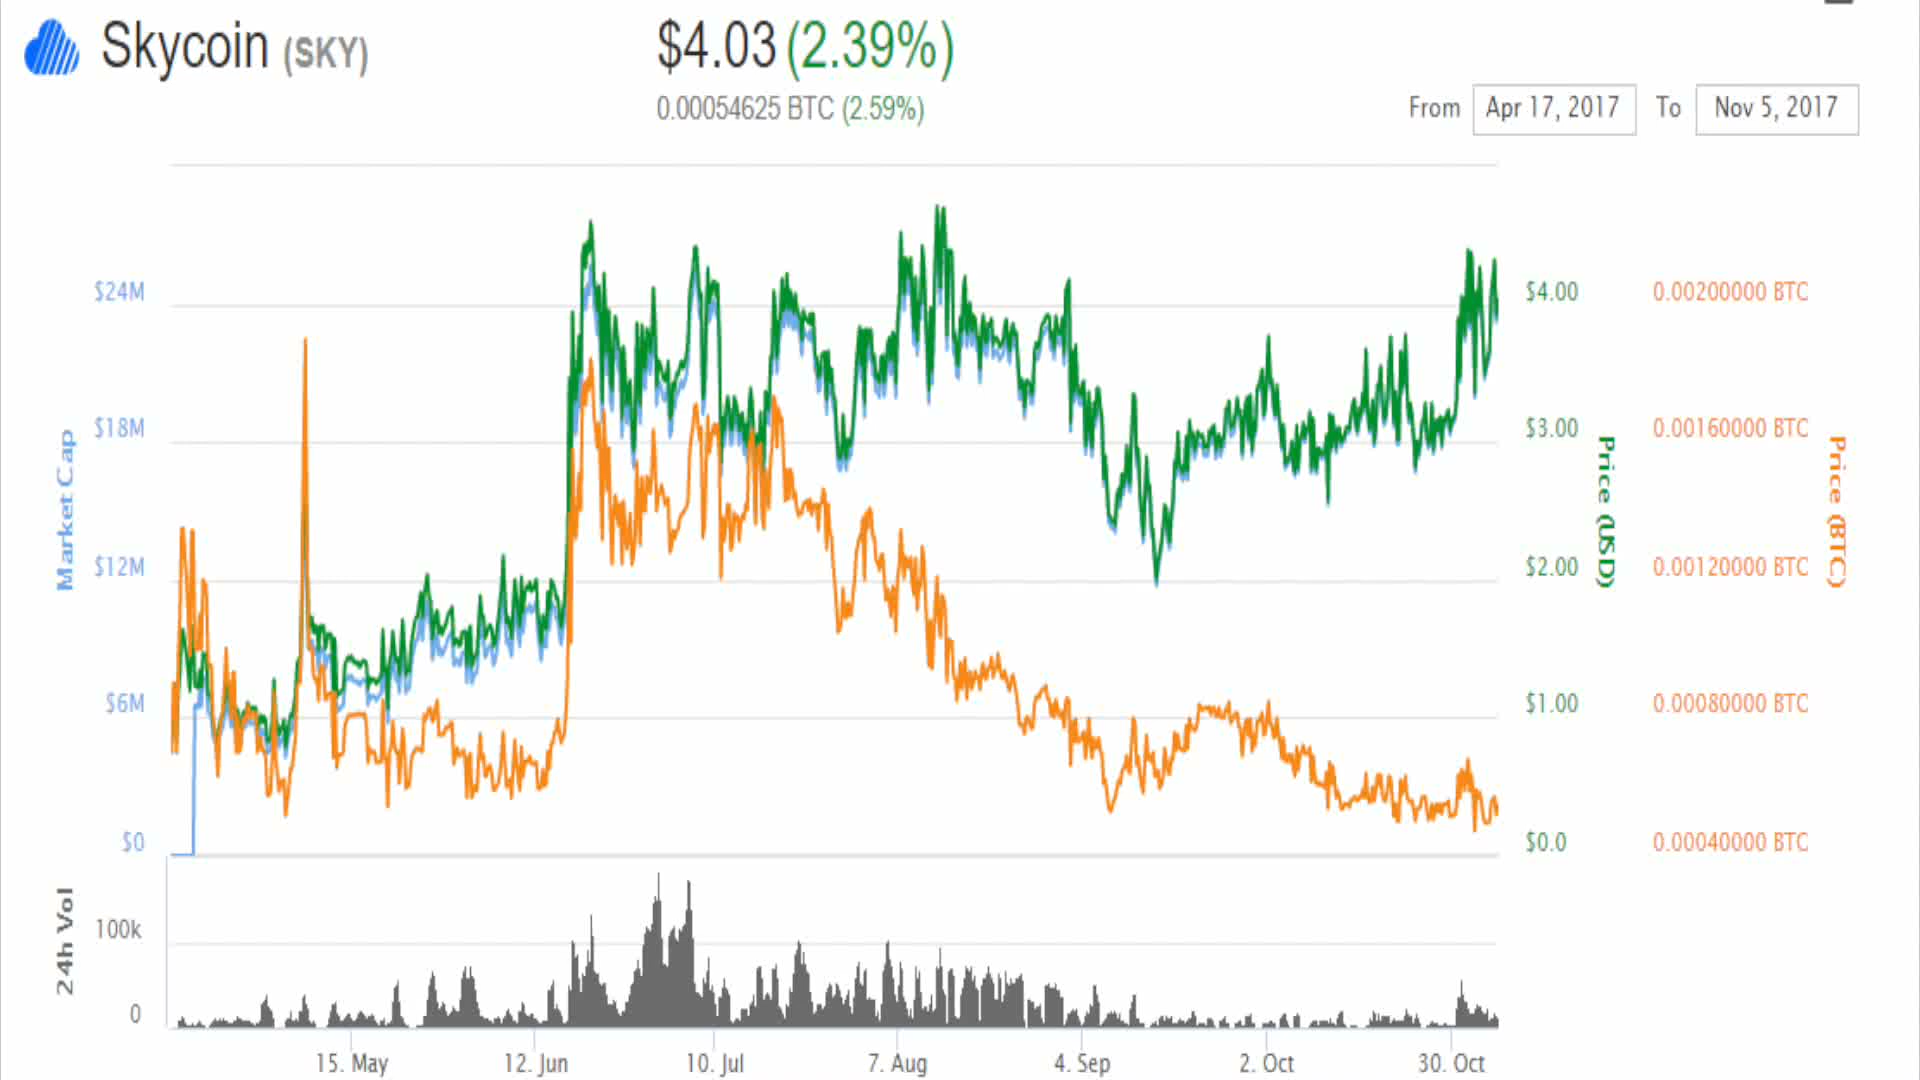 Skycoin (SKY)
$4.03 (2.39%)
0.00054625 BTC (2.59%)
From Apr 17, 2017 To Nov 5, 2017
$24M
$18M
$12M
$6M
$0
Market Cap
$4.00
$3.00
$2.00
$1.00
$0.0
Price (USD)
0.00200000 BTC
0.00160000 BTC
0.00120000 BTC
0.00080000 BTC
0.00040000 BTC
Price (BTC)
24h Vol
100k
0
15. May
12. Jun
10. Jul
7. Aug
4. Sep
2. Oct
30. Oct